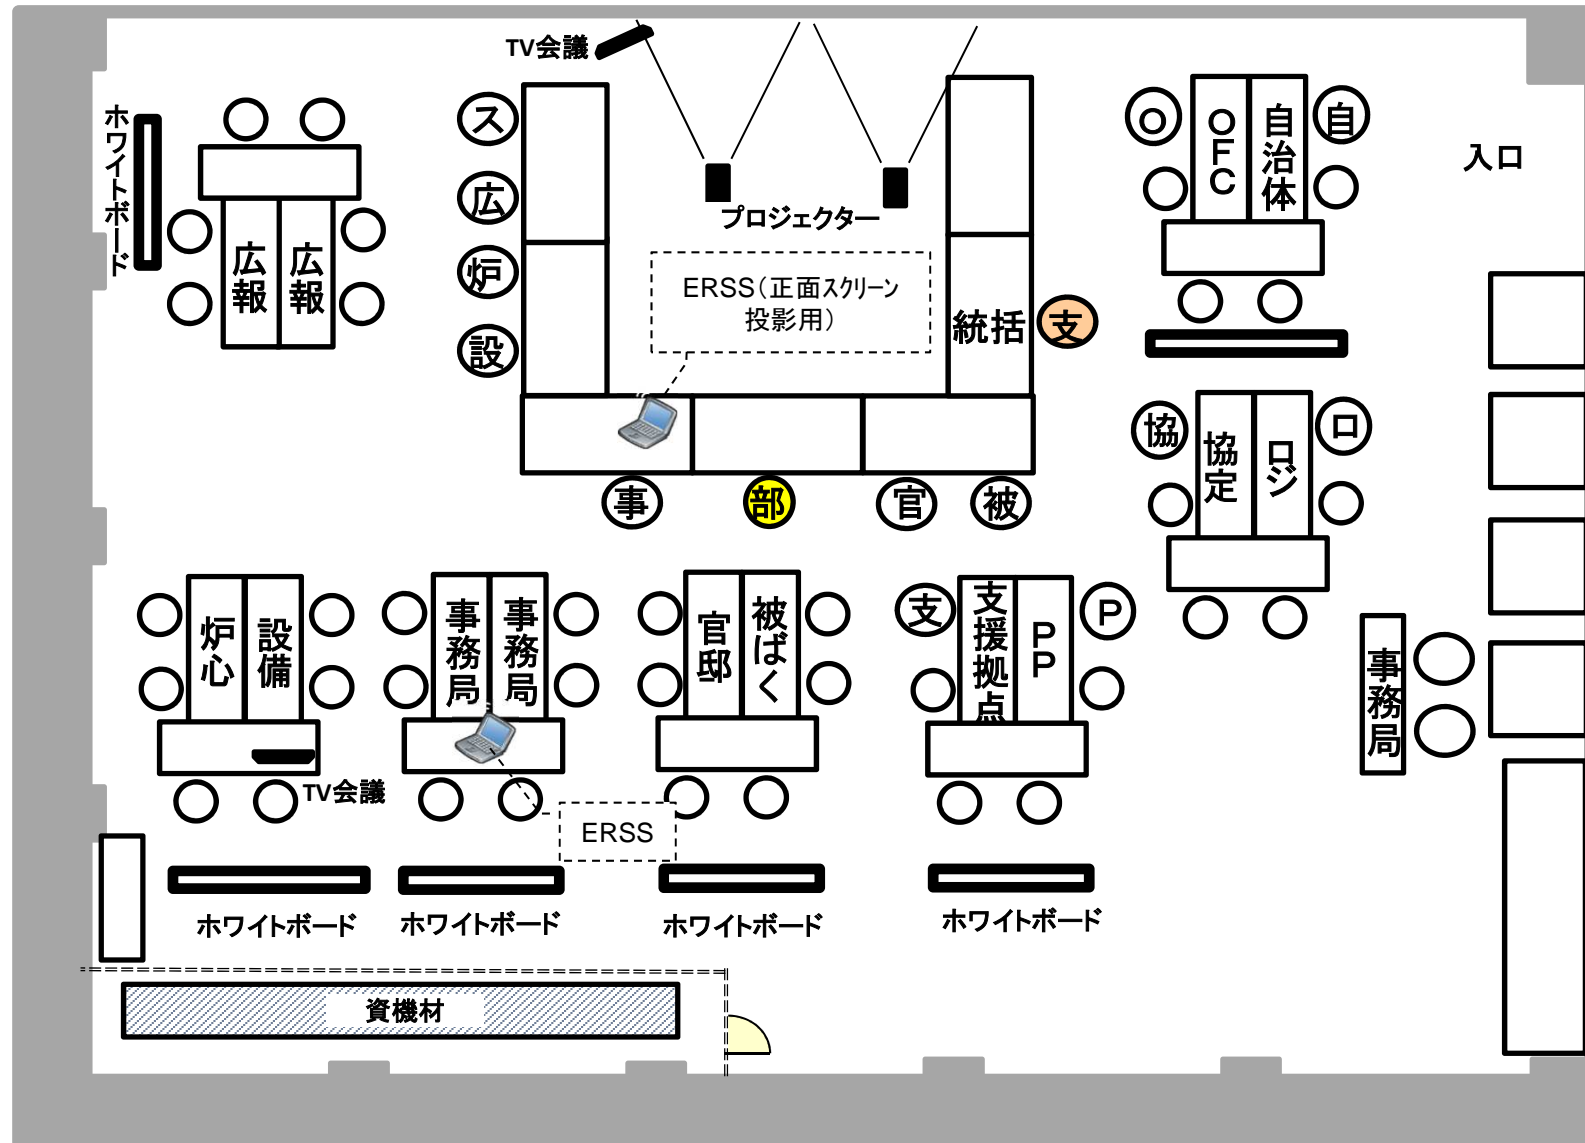 TV会議
ホワイトボード
ス
広
炉
設
広報
広報
プロジェクター
ERSS(正面スクリーン
投影用)
統括
支
O
OFC
自治体
自
入口
協
協定
ロジ
ロ
事
部
官
被
炉心
設備
TV会議
事務局
事務局
ERSS
官邸
被ばく
支
支援拠点
PP
P
事務局
ホワイトボード
ホワイトボード
ホワイトボード
ホワイトボード
資機材